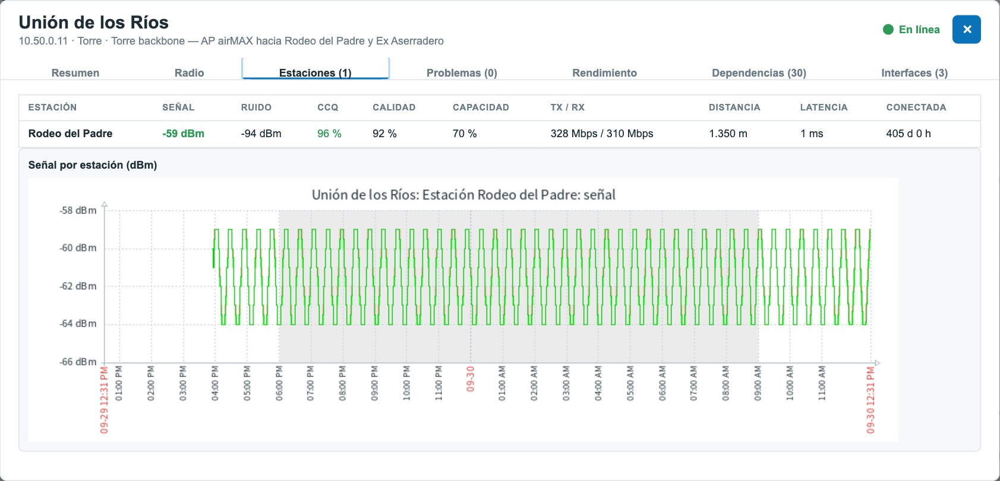 Unión de los Ríos
10.50.0.11 · Torre · Torre backbone — AP airMAX hacia Rodeo del Padre y Ex Aserradero
En línea
×
Resumen Radio Estaciones (1) Problemas (0) Rendimiento Dependencias (30) Interfaces (3)
ESTACIÓN SEÑAL RUIDO CCQ CALIDAD CAPACIDAD TX / RX DISTANCIA LATENCIA CONECTADA
Rodeo del Padre -59 dBm -94 dBm 96 % 92 % 70 % 328 Mbps / 310 Mbps 1.350 m 1 ms 405 d 0 h
Señal por estación (dBm)
Unión de los Ríos: Estación Rodeo del Padre: señal
-58 dBm
-60 dBm
-62 dBm
-64 dBm
-66 dBm
09-29 12:31 PM
01:00 PM
02:00 PM
03:00 PM
04:00 PM
05:00 PM
06:00 PM
07:00 PM
08:00 PM
09:00 PM
10:00 PM
11:00 PM
09-30
01:00 AM
02:00 AM
03:00 AM
04:00 AM
05:00 AM
06:00 AM
07:00 AM
08:00 AM
09:00 AM
10:00 AM
11:00 AM
09-30 12:31 PM